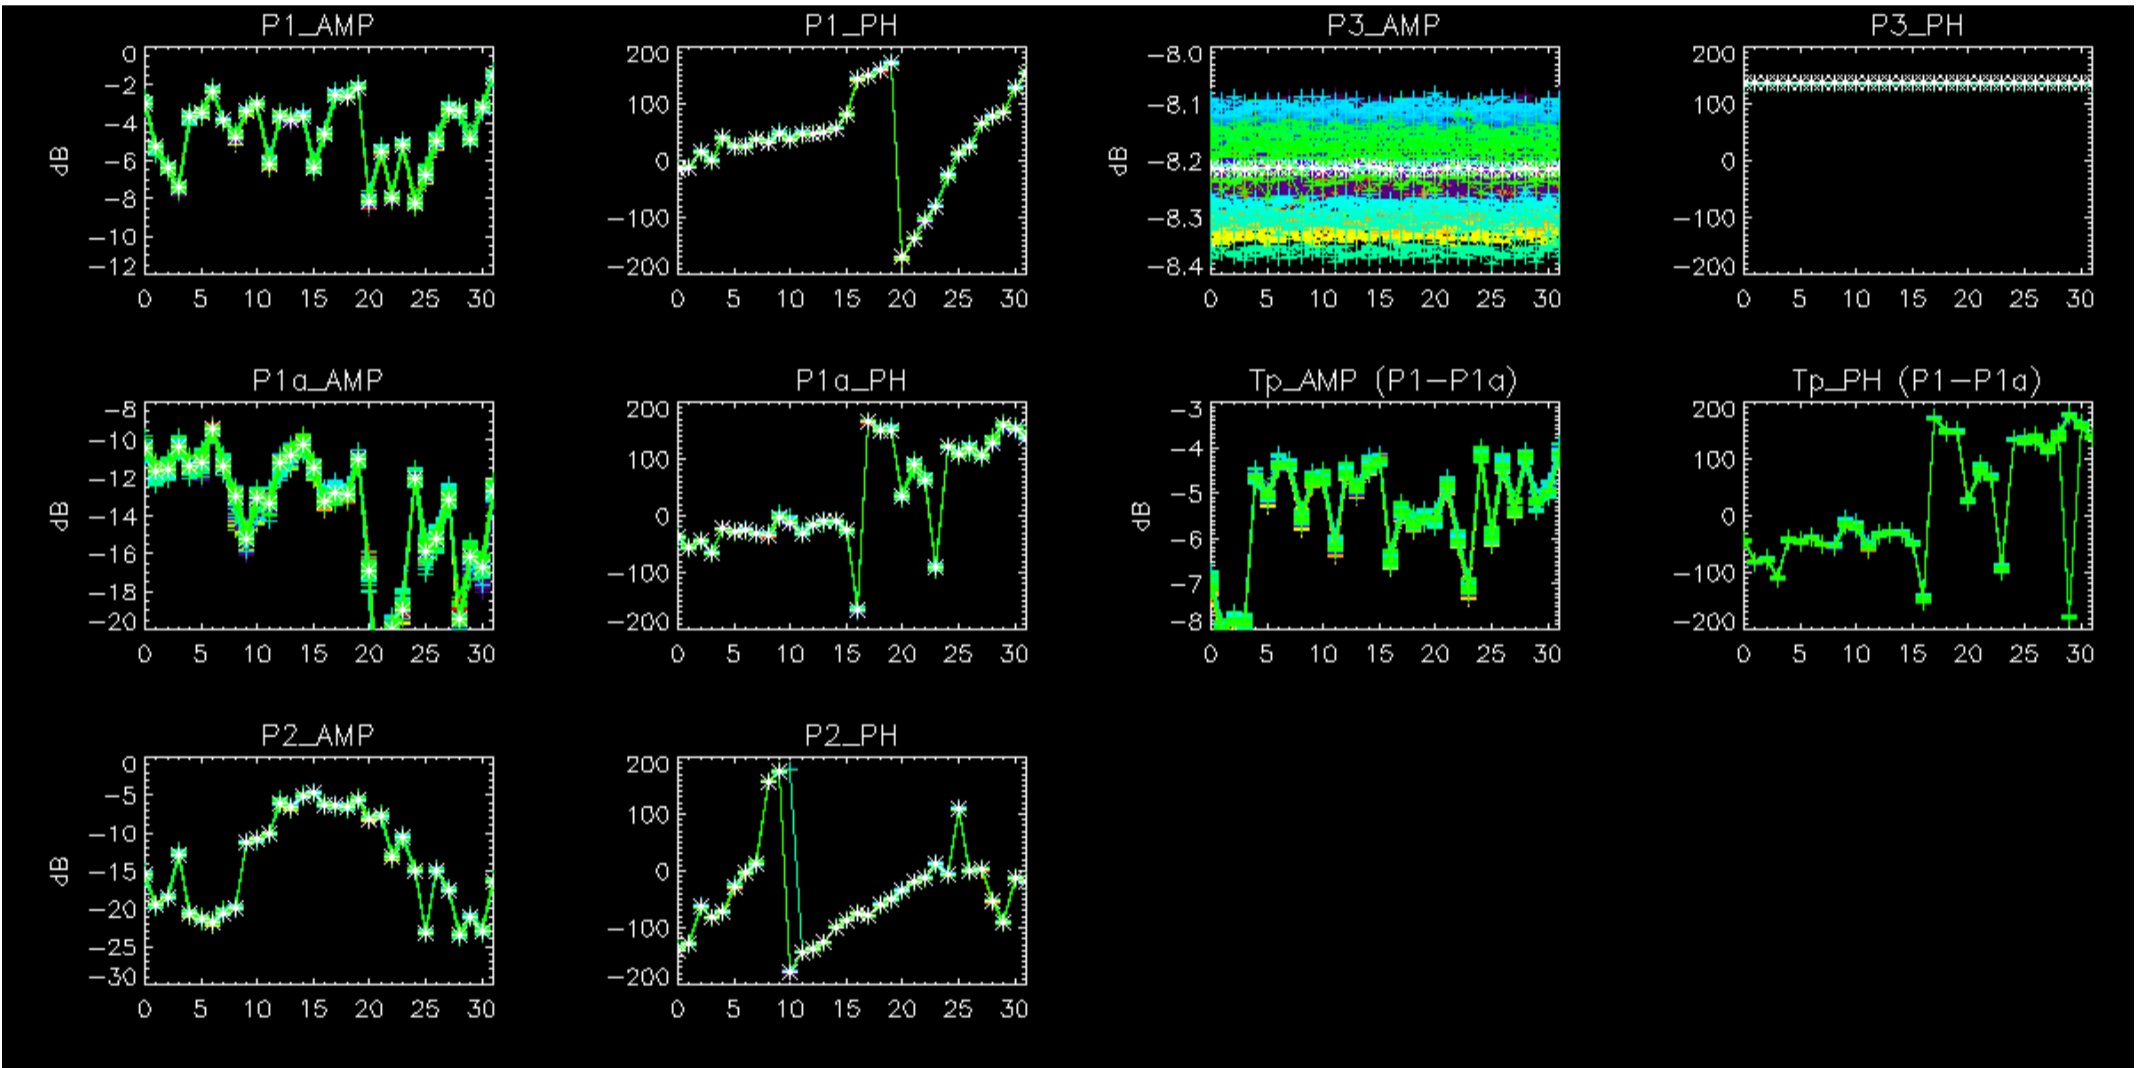 P1_AMP P1_PH P3_AMP P3_PH
0 200 -8.0 200
-2
-4 100 -8.1 100
dB -6 0 dB -8.2 0
-8
-10 -100 -8.3 -100
-12 -200 -8.4 -200
0 5 10 15 20 25 30 0 5 10 15 20 25 30 0 5 10 15 20 25 30 0 5 10 15 20 25 30
P1a_AMP P1a_PH Tp_AMP (P1-P1a) Tp_PH (P1-P1a)
-8 200 -3 200
-10 100 -4 100
-12 -5
dB -14 0 dB 0
-16 -100 -6 -100
-18 -7
-20 -200 -8 -200
0 5 10 15 20 25 30 0 5 10 15 20 25 30 0 5 10 15 20 25 30 0 5 10 15 20 25 30
P2_AMP P2_PH
0 200
-5 100
-10
dB -15 0
-20 -100
-25
-30 -200
0 5 10 15 20 25 30 0 5 10 15 20 25 30